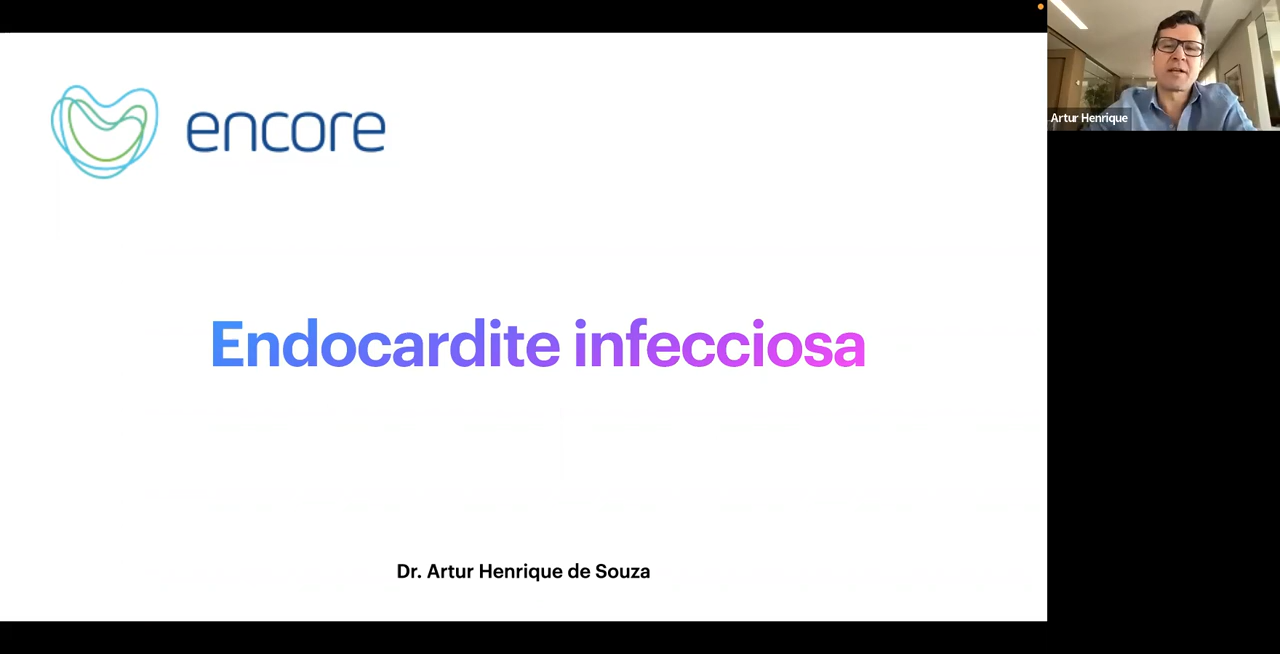 encore
Artur Henrique
Endocardite infecciosa
Dr. Artur Henrique de Souza